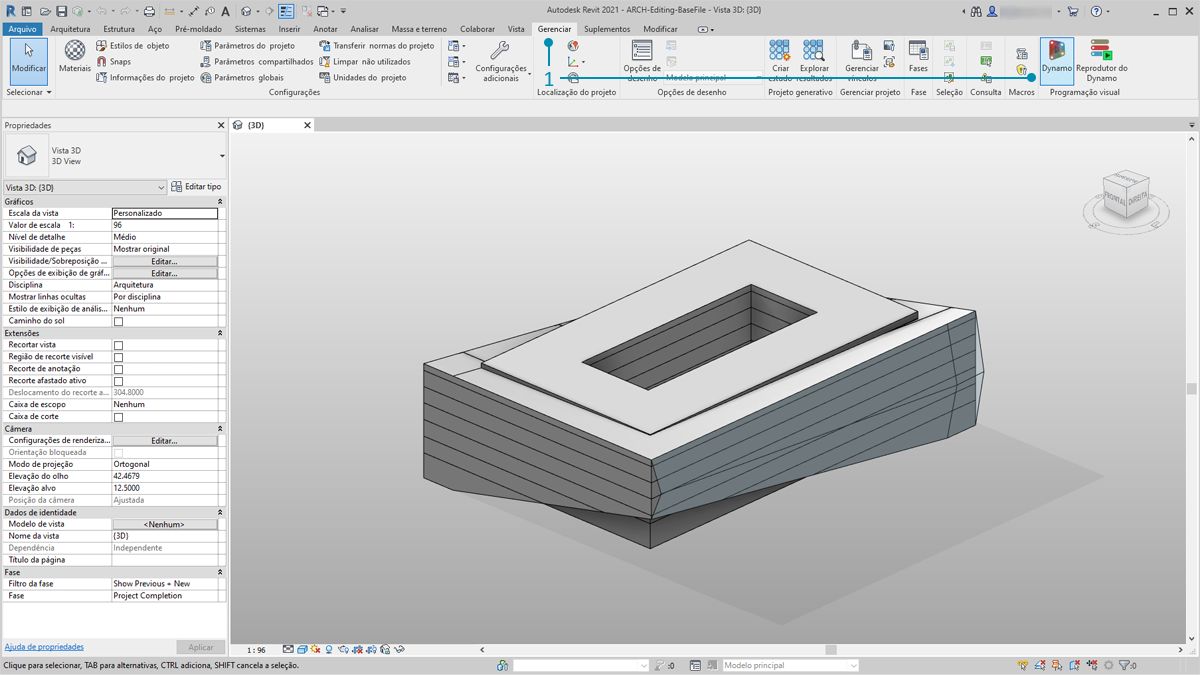 Autodesk Revit 2021 - ARCH-Editing-BaseFile - Vista 3D: {3D}
Arquivo Arquitetura Estrutura Aço Pré-moldado Sistemas Inserir Anotar Analisar Massa e terreno Colaborar Vista Gerenciar Suplementos Modificar
Modificar
Selecionar
Materiais
Estilos de objeto
Snaps
Informações do projeto
Parâmetros do projeto
Parâmetros compartilhados
Parâmetros globais
Transferir normas do projeto
Limpar não utilizados
Unidades do projeto
Configurações
adicionais
Configurações
1
Localização do projeto
Opções de
desenho
Modelo principal
Opções de desenho
Criar
estudo
Explorar
resultados
Projeto generativo
Gerenciar
vínculos
Gerenciar projeto
Fases
Fase
Seleção
Consulta
Macros
Dynamo
Reprodutor do
Dynamo
Programação visual
Propriedades
{3D}
Vista 3D
3D View
Vista 3D: {3D}
Editar tipo
Gráficos
Escala da vista Personalizado
Valor de escala 1: 96
Nível de detalhe Médio
Visibilidade de peças Mostrar original
Visibilidade/Sobreposição ... Editar...
Opções de exibição de gráf... Editar...
Disciplina Arquitetura
Mostrar linhas ocultas Por disciplina
Estilo de exibição de anális... Nenhum
Caminho do sol
Extensões
Recortar vista
Região de recorte visível
Recorte de anotação
Recorte afastado ativo
Deslocamento do recorte a... 304.8000
Caixa de escopo Nenhum
Caixa de corte
Câmera
Configurações de renderiza... Editar...
Orientação bloqueada
Modo de projeção Ortogonal
Elevação do olho 42.4679
Elevação alvo 12.5000
Posição da câmera Ajustada
Dados de identidade
Modelo de vista <Nenhum>
Nome da vista {3D}
Dependência Independente
Título da página
Fase
Filtro da fase Show Previous + New
Fase Project Completion
Ajuda de propriedades
Aplicar
FRONTAL DIREITA
1 : 96
Clique para selecionar, TAB para alternativas, CTRL adiciona, SHIFT cancela a seleção.
:0
Modelo principal
:0